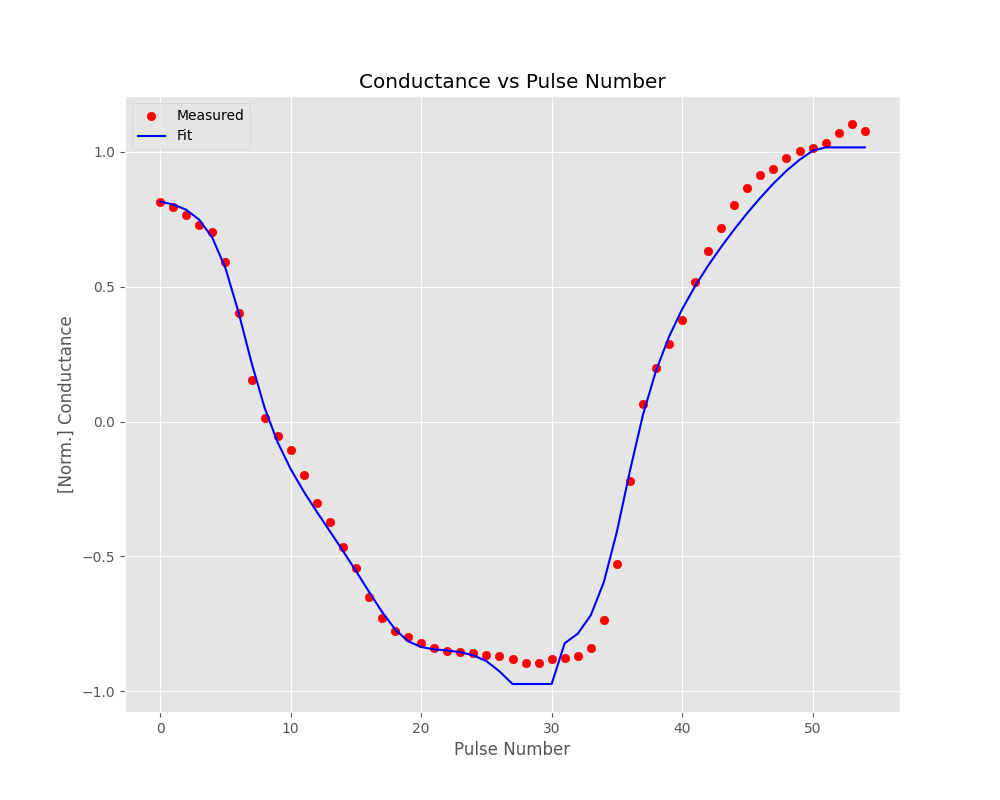 Conductance vs Pulse Number
Measured
Fit
1.0
0.5
0.0
−0.5
−1.0
[Norm.] Conductance
0 10 20 30 40 50
Pulse Number